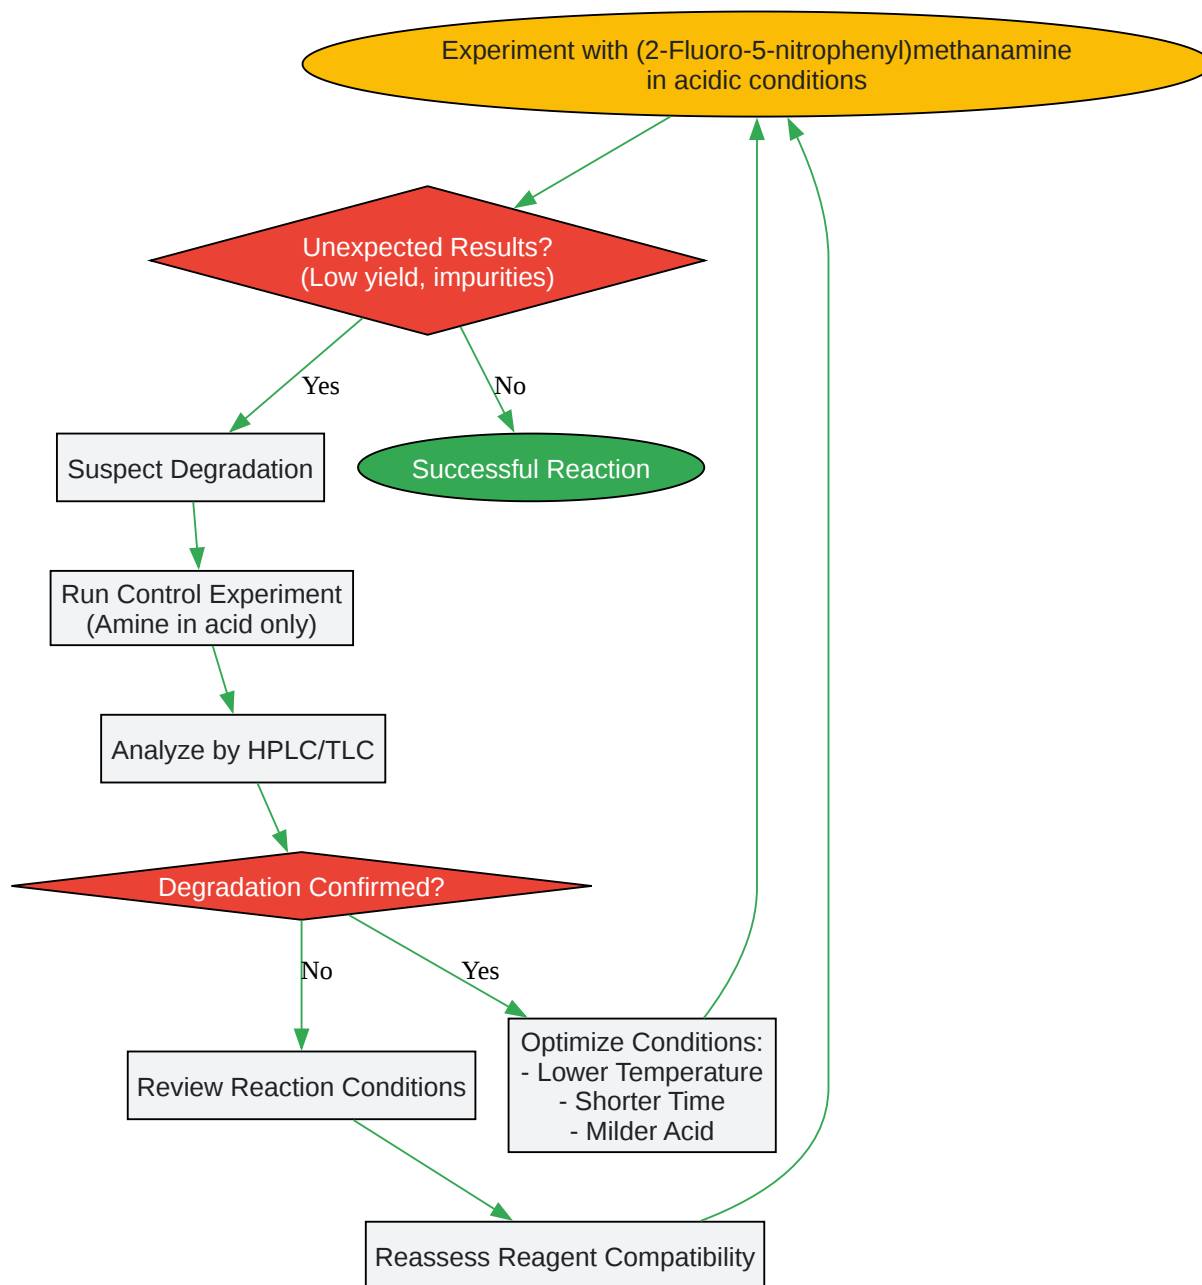 Experiment with (2-Fluoro-5-nitrophenyl)methanamine
in acidic conditions
Unexpected Results?
(Low yield, impurities)
Yes
No
Suspect Degradation
Successful Reaction
Run Control Experiment
(Amine in acid only)
Analyze by HPLC/TLC
Degradation Confirmed?
No
Yes
Optimize Conditions:
- Lower Temperature
- Shorter Time
- Milder Acid
Review Reaction Conditions
Reassess Reagent Compatibility